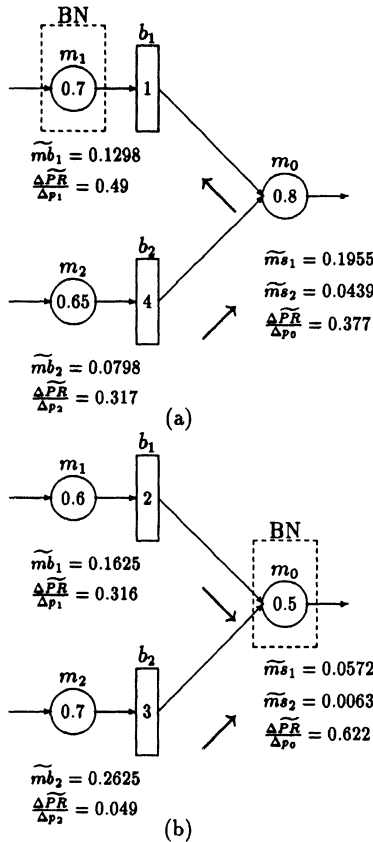 BN
m₁ b₁
0.7 1
m̃b₁ = 0.1298
ΔP̃R/Δp₁ = 0.49
m₀
0.8
m₂ b₂
0.65 4
m̃s₁ = 0.1955
m̃s₂ = 0.0439
ΔP̃R/Δp₀ = 0.377
m̃b₂ = 0.0798
ΔP̃R/Δp₂ = 0.317
(a)
m₁ b₁
0.6 2
m̃b₁ = 0.1625
ΔP̃R/Δp₁ = 0.316
BN
m₀
0.5
m₂ b₂
0.7 3
m̃s₁ = 0.0572
m̃s₂ = 0.0063
ΔP̃R/Δp₀ = 0.622
m̃b₂ = 0.2625
ΔP̃R/Δp₂ = 0.049
(b)